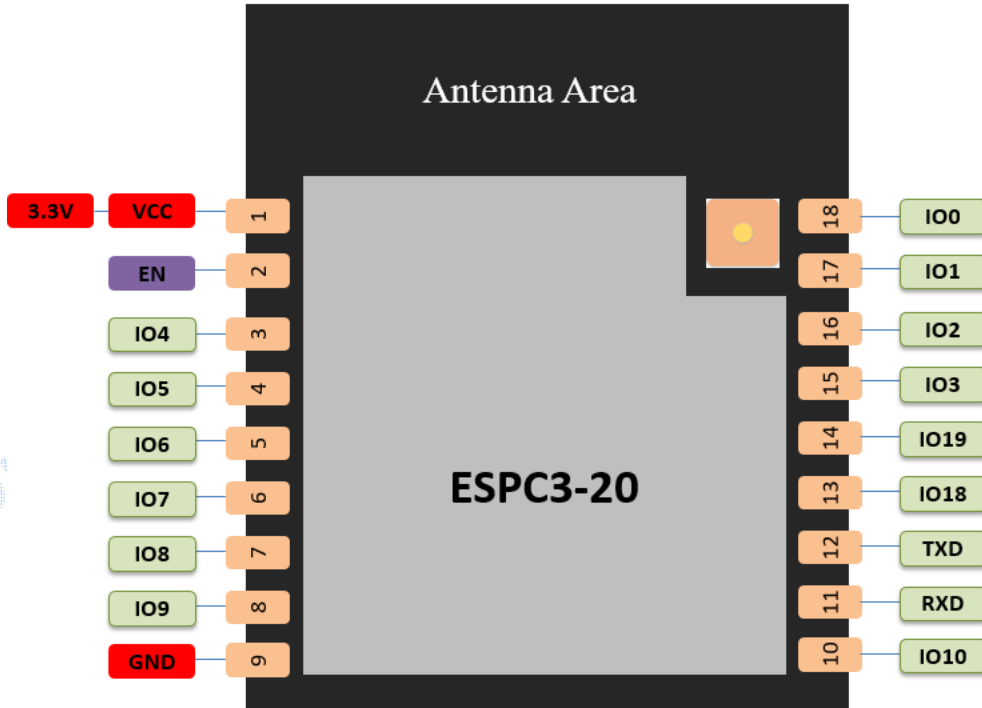 Antenna Area
3.3V VCC 1 18 IO0
EN 2 17 IO1
IO4 3 16 IO2
IO5 4 15 IO3
IO6 5 14 IO19
IO7 6 13 IO18
ESPC3-20
IO8 7 12 TXD
IO9 8 11 RXD
GND 9 10 IO10